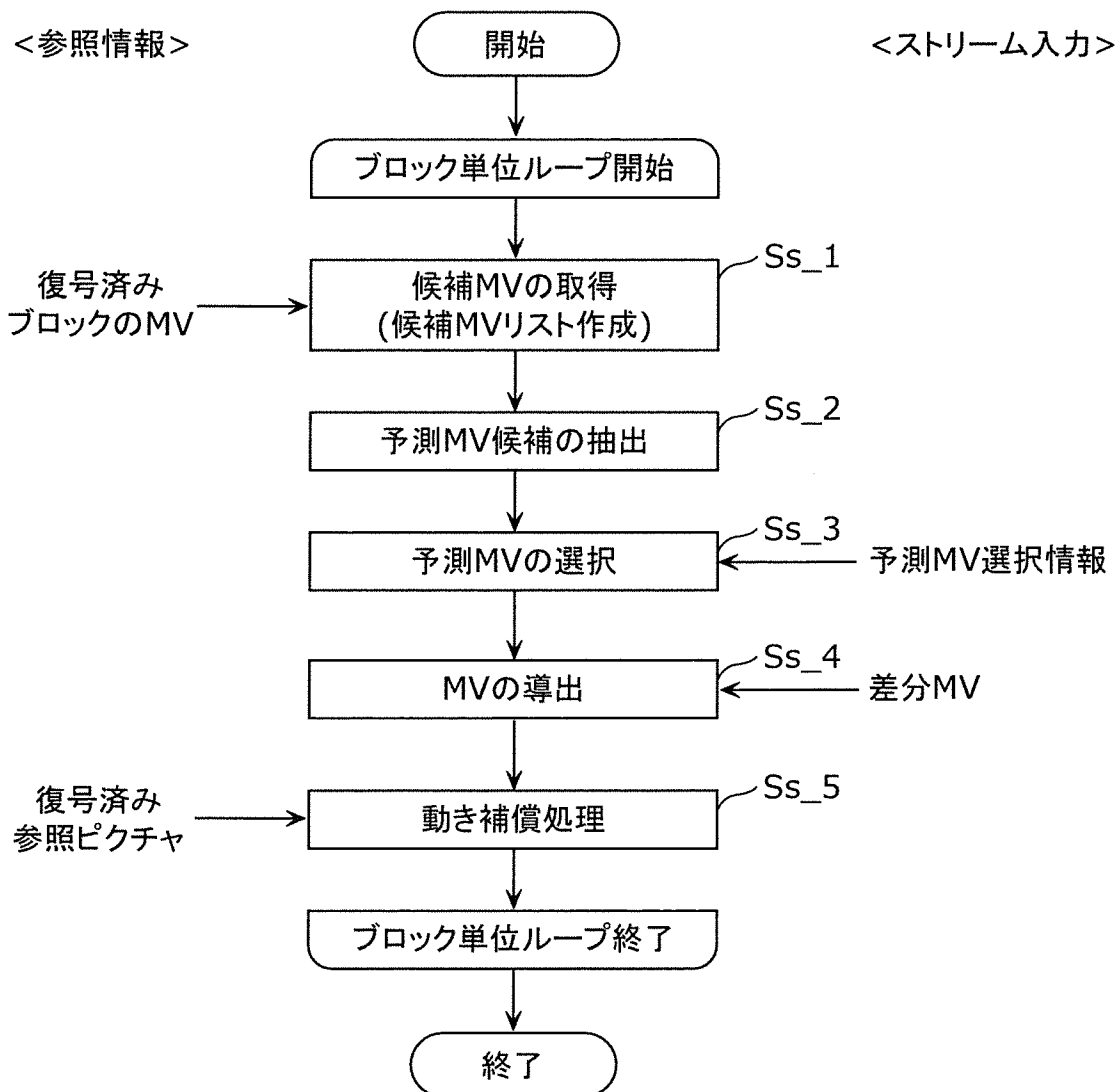 <参照情報>
開始
<ストリーム入力>
ブロック単位ループ開始
復号済み
ブロックのMV
候補MVの取得
(候補MVリスト作成)
Ss_1
予測MV候補の抽出
Ss_2
予測MVの選択
Ss_3
予測MV選択情報
MVの導出
Ss_4
差分MV
復号済み
参照ピクチャ
動き補償処理
Ss_5
ブロック単位ループ終了
終了